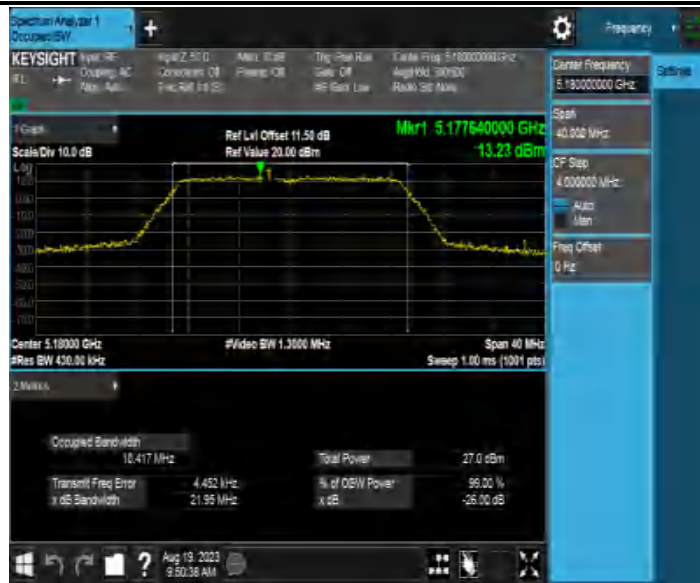 Spectrum Analyzer 1
Occupied BW
+
Frequency
KEYSIGHT Input: RF
Coupling: AC
Align: Auto
Input Z: 50 Ω
Corrections: Off
Freq Ref: Int (S)
Atten: 10 dB
Preamp: Off
Trig: Free Run
Gate: Off
#IF Gain: Low
Center Freq: 5.180000000 GHz
Radio Std: None
Center Frequency
5.180000000 GHz
Settings
Span
40.000 MHz
CF Step
4.000000 MHz
Auto
Man
Freq Offset
0 Hz
1 Graph
Scale/Div 10.0 dB
Ref Lvl Offset 11.50 dB
Ref Value 20.00 dBm
Mkr1 5.177640000 GHz
13.23 dBm
Log
1
Center 5.18000 GHz
#Res BW 430.00 kHz
#Video BW 1.3000 MHz
Span 40 MHz
Sweep 1.00 ms (1001 pts)
2 Metrics
Occupied Bandwidth
18.417 MHz
Total Power 27.0 dBm
Transmit Freq Error 4.452 kHz
% of OBW Power 99.00 %
x dB Bandwidth 21.95 MHz
x dB -26.00 dB
?
Aug 19, 2023
9:50:38 AM